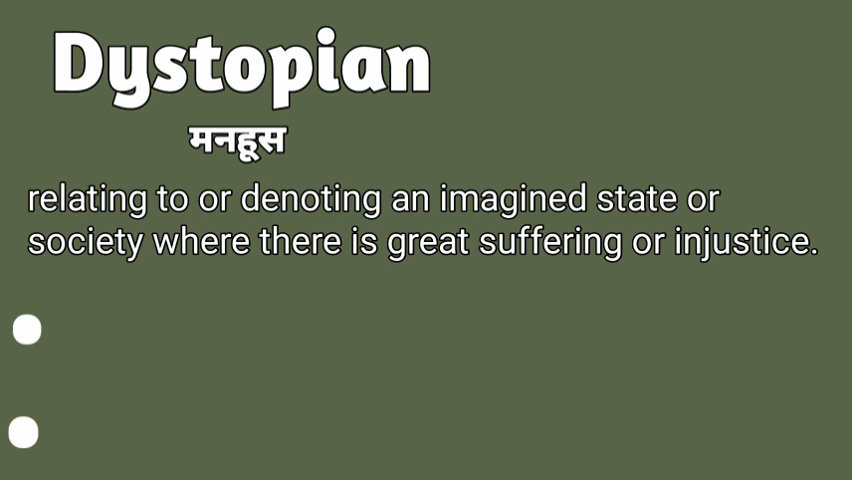 Dystopian
मनहूस
relating to or denoting an imagined state or
society where there is great suffering or injustice.